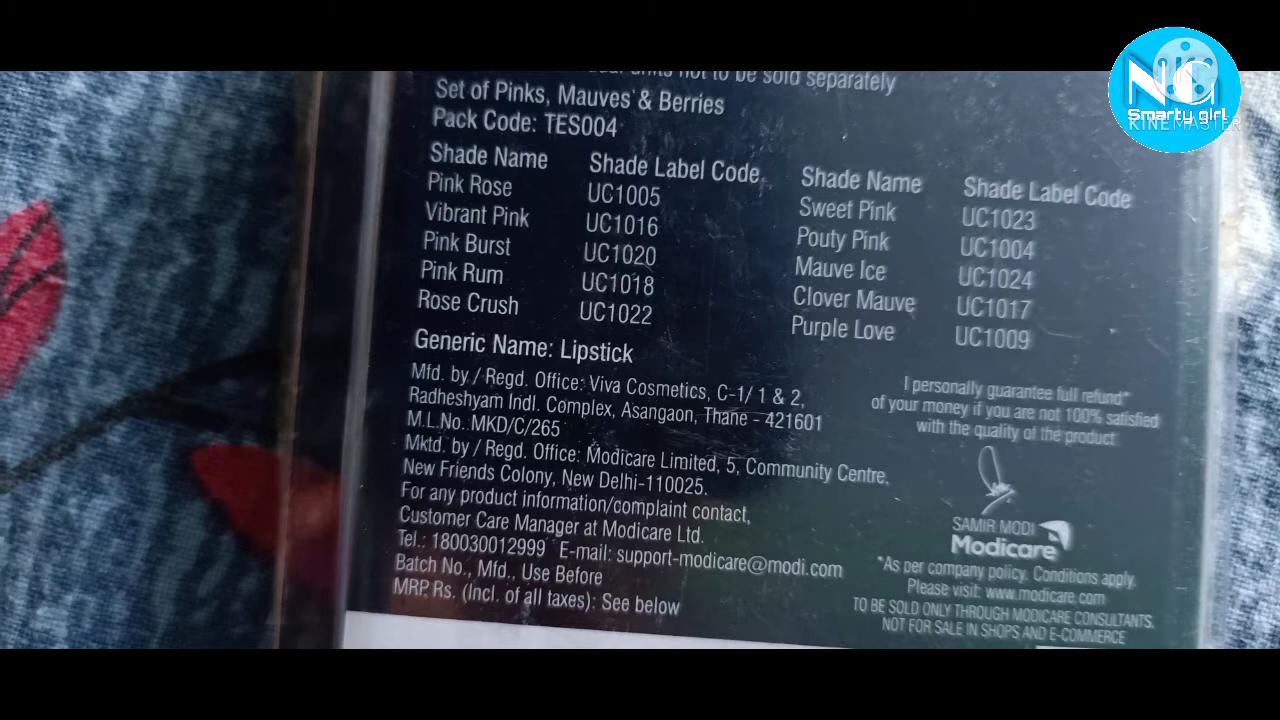 units not to be sold separately
Set of Pinks, Mauves & Berries
Pack Code: TES004
Shade Name Shade Label Code
Pink Rose UC1005
Vibrant Pink UC1016
Pink Burst UC1020
Pink Rum UC1018
Rose Crush UC1022
Shade Name Shade Label Code
Sweet Pink UC1023
Pouty Pink UC1004
Mauve Ice UC1024
Clover Mauve UC1017
Purple Love UC1009
Generic Name: Lipstick
Mfd. by / Regd. Office: Viva Cosmetics, C-1/ 1 & 2,
Radheshyam Indl. Complex, Asangaon, Thane - 421601
M.L.No. MKD/C/265
Mktd. by / Regd. Office: Modicare Limited, 5, Community Centre,
New Friends Colony, New Delhi-110025.
For any product information/complaint contact,
Customer Care Manager at Modicare Ltd.
Tel.: 180030012999 E-mail: support-modicare@modi.com
Batch No., Mfd., Use Before
MRP Rs. (Incl. of all taxes): See below
I personally guarantee full refund*
of your money if you are not 100% satisfied
with the quality of the product
SAMIR MODI
Modicare
*As per company policy. Conditions apply.
Please visit: www.modicare.com
TO BE SOLD ONLY THROUGH MODICARE CONSULTANTS.
NOT FOR SALE IN SHOPS AND E-COMMERCE
NG
Smarty girl
KINEMASTER